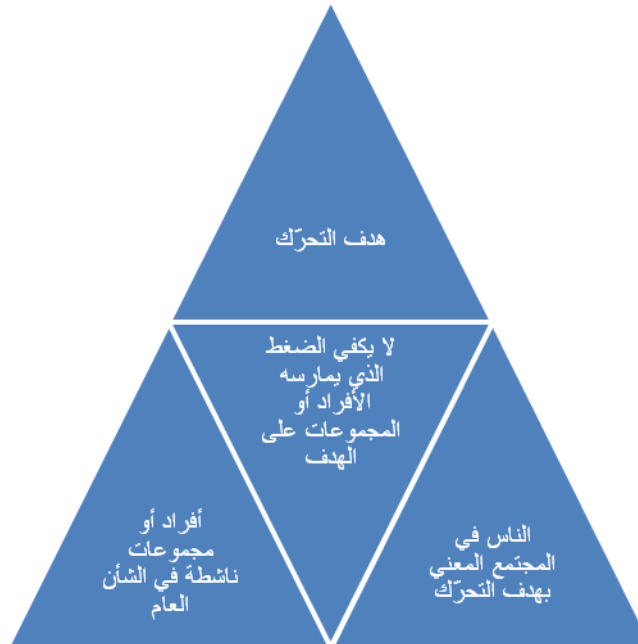 هدف التحرّك
لا يكفي الضغط
الذي يمارسه
الأفراد أو
المجموعات على
الهدف
أفراد أو
مجموعات
ناشطة في الشأن
العام
الناس في
المجتمع المعني
بهدف التحرّك